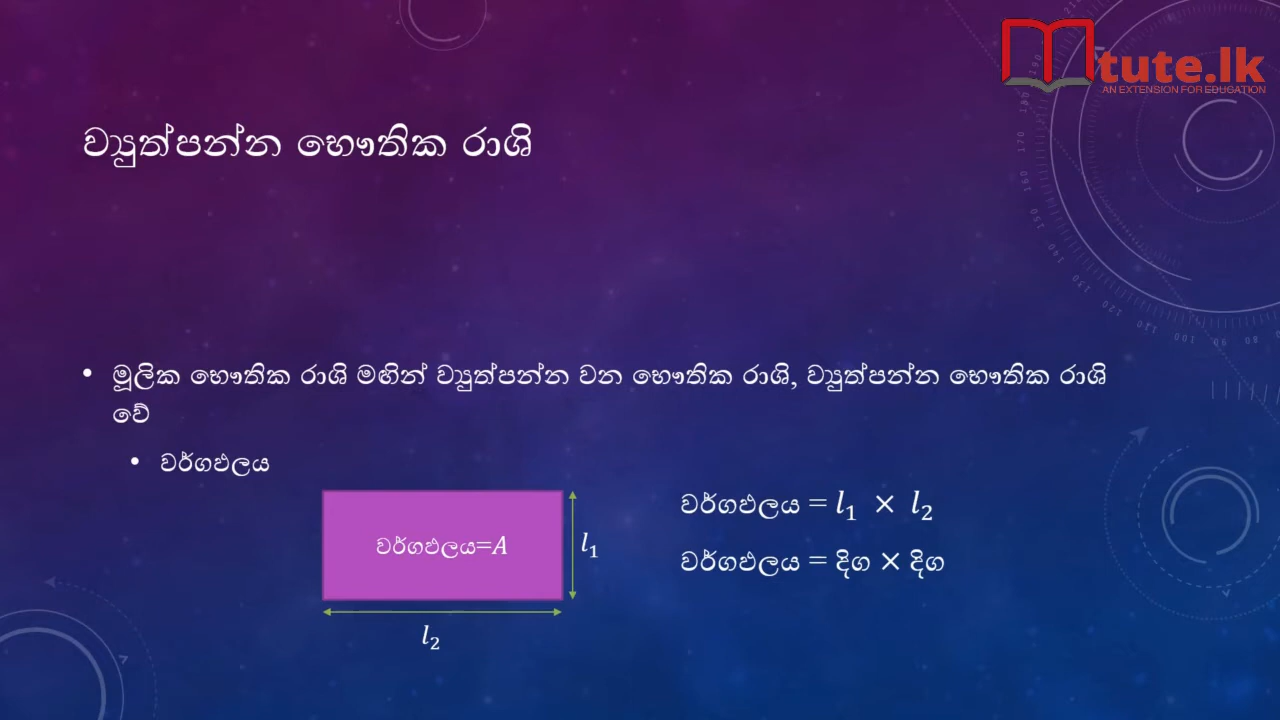 tute.lk
AN EXTENSION FOR EDUCATION
ව්‍යුත්පන්න භෞතික රාශි
• මූලික භෞතික රාශි මඟින් ව්‍යුත්පන්න වන භෞතික රාශි, ව්‍යුත්පන්න භෞතික රාශි
වේ
• වර්ගඵලය
වර්ගඵලය=A
l₁
l₂
වර්ගඵලය = l₁ × l₂
වර්ගඵලය = දිග × දිග